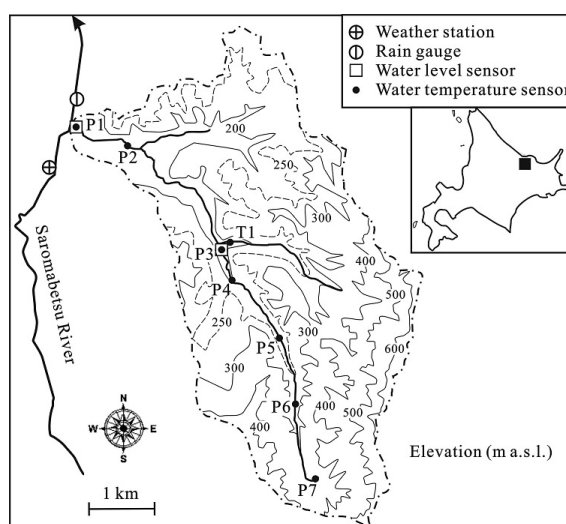 Weather station
Rain gauge
Water level sensor
Water temperature sensor
P1
P2
200
250
300
T1
P3
P4
400
500
250
300
P5
600
300
P6
400
500
400
P7
Saromabetsu River
N
W E
S
1 km
Elevation (m a.s.l.)